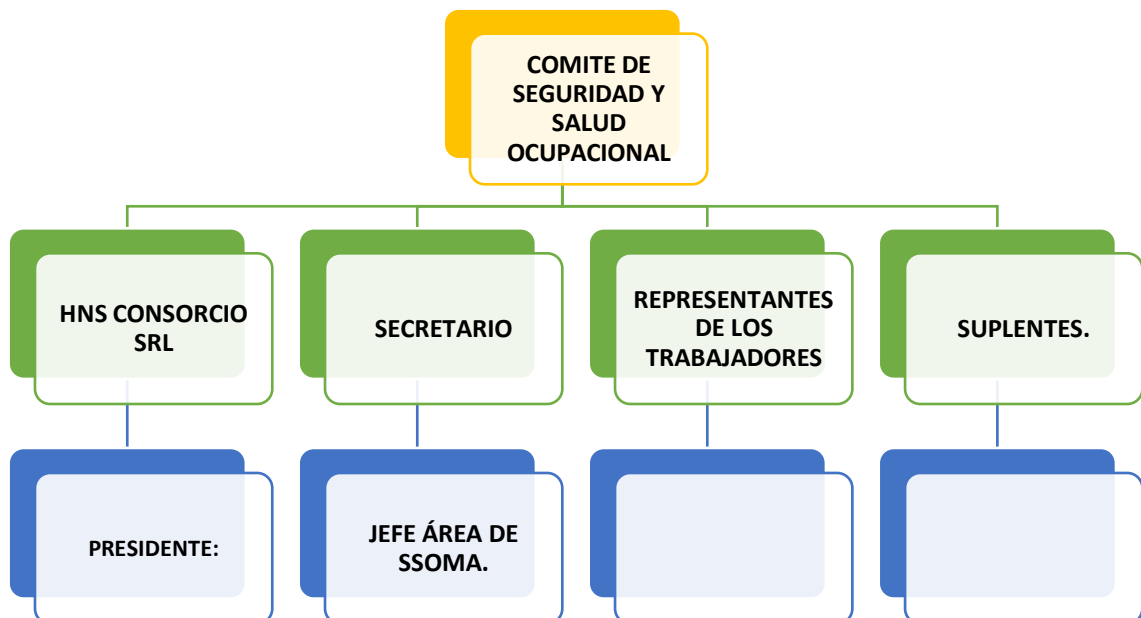 COMITE DE
SEGURIDAD Y
SALUD
OCUPACIONAL
HNS CONSORCIO
SRL
SECRETARIO
REPRESENTANTES
DE LOS
TRABAJADORES
SUPLENTES.
PRESIDENTE:
JEFE ÁREA DE
SSOMA.